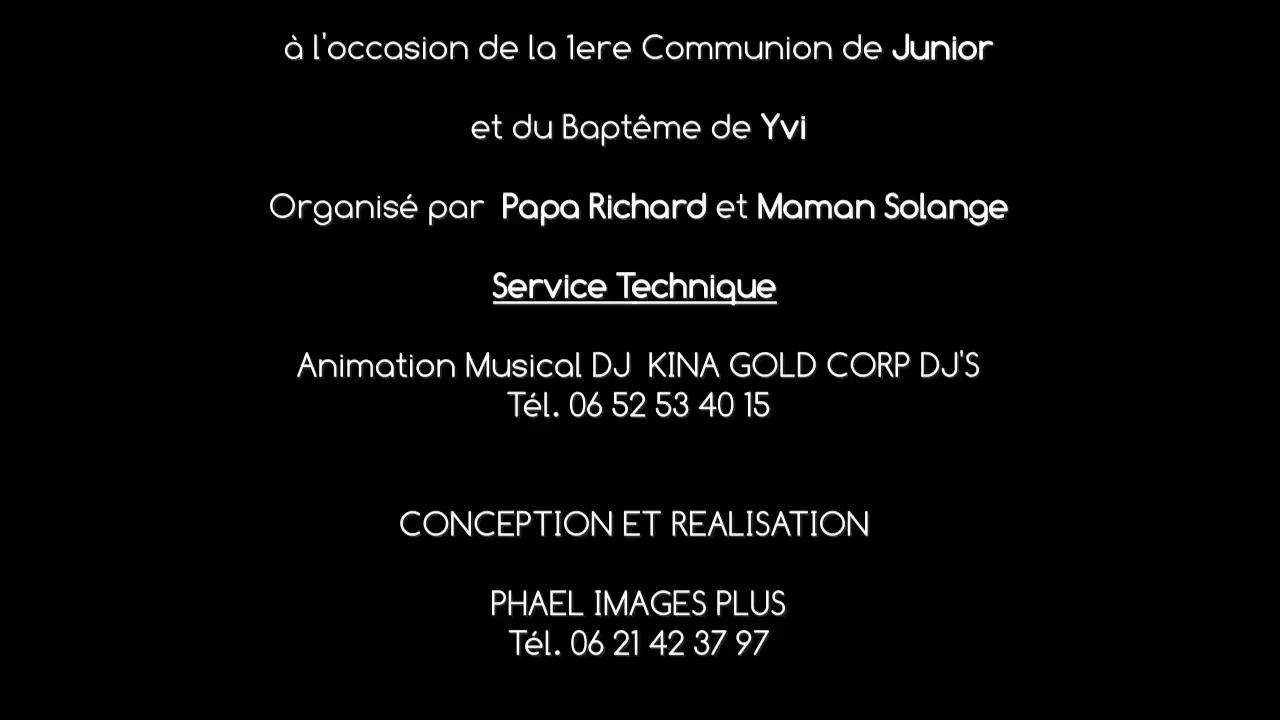 à l'occasion de la 1ere Communion de Junior
et du Baptême de Yvi
Organisé par Papa Richard et Maman Solange
Service Technique
Animation Musical DJ KINA GOLD CORP DJ'S
Tél. 06 52 53 40 15
CONCEPTION ET REALISATION
PHAEL IMAGES PLUS
Tél. 06 21 42 37 97